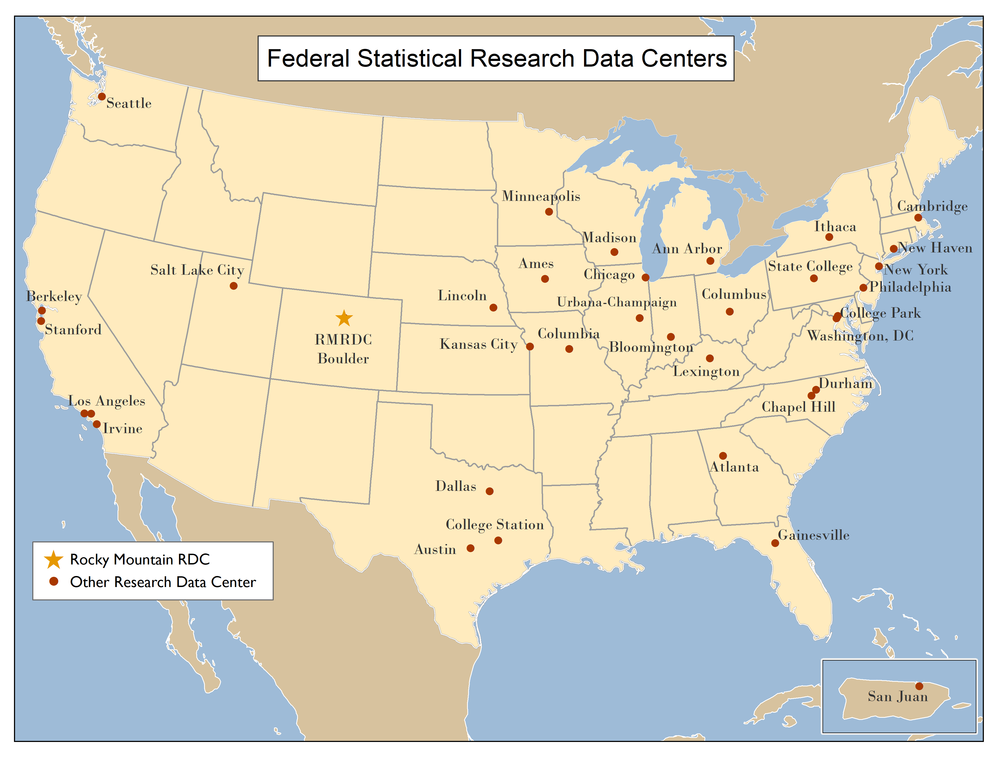 Federal Statistical Research Data Centers
Seattle
Minneapolis
Cambridge
Ithaca
Madison
Ann Arbor
New Haven
Ames
State College
Salt Lake City
Chicago
New York
Philadelphia
Berkeley
Lincoln
Columbus
Urbana-Champaign
College Park
Stanford
RMRDC
Boulder
Columbia
Washington, DC
Kansas City
Bloomington
Lexington
Durham
Los Angeles
Chapel Hill
Irvine
Atlanta
Dallas
College Station
Gainesville
Austin
Rocky Mountain RDC
Other Research Data Center
San Juan